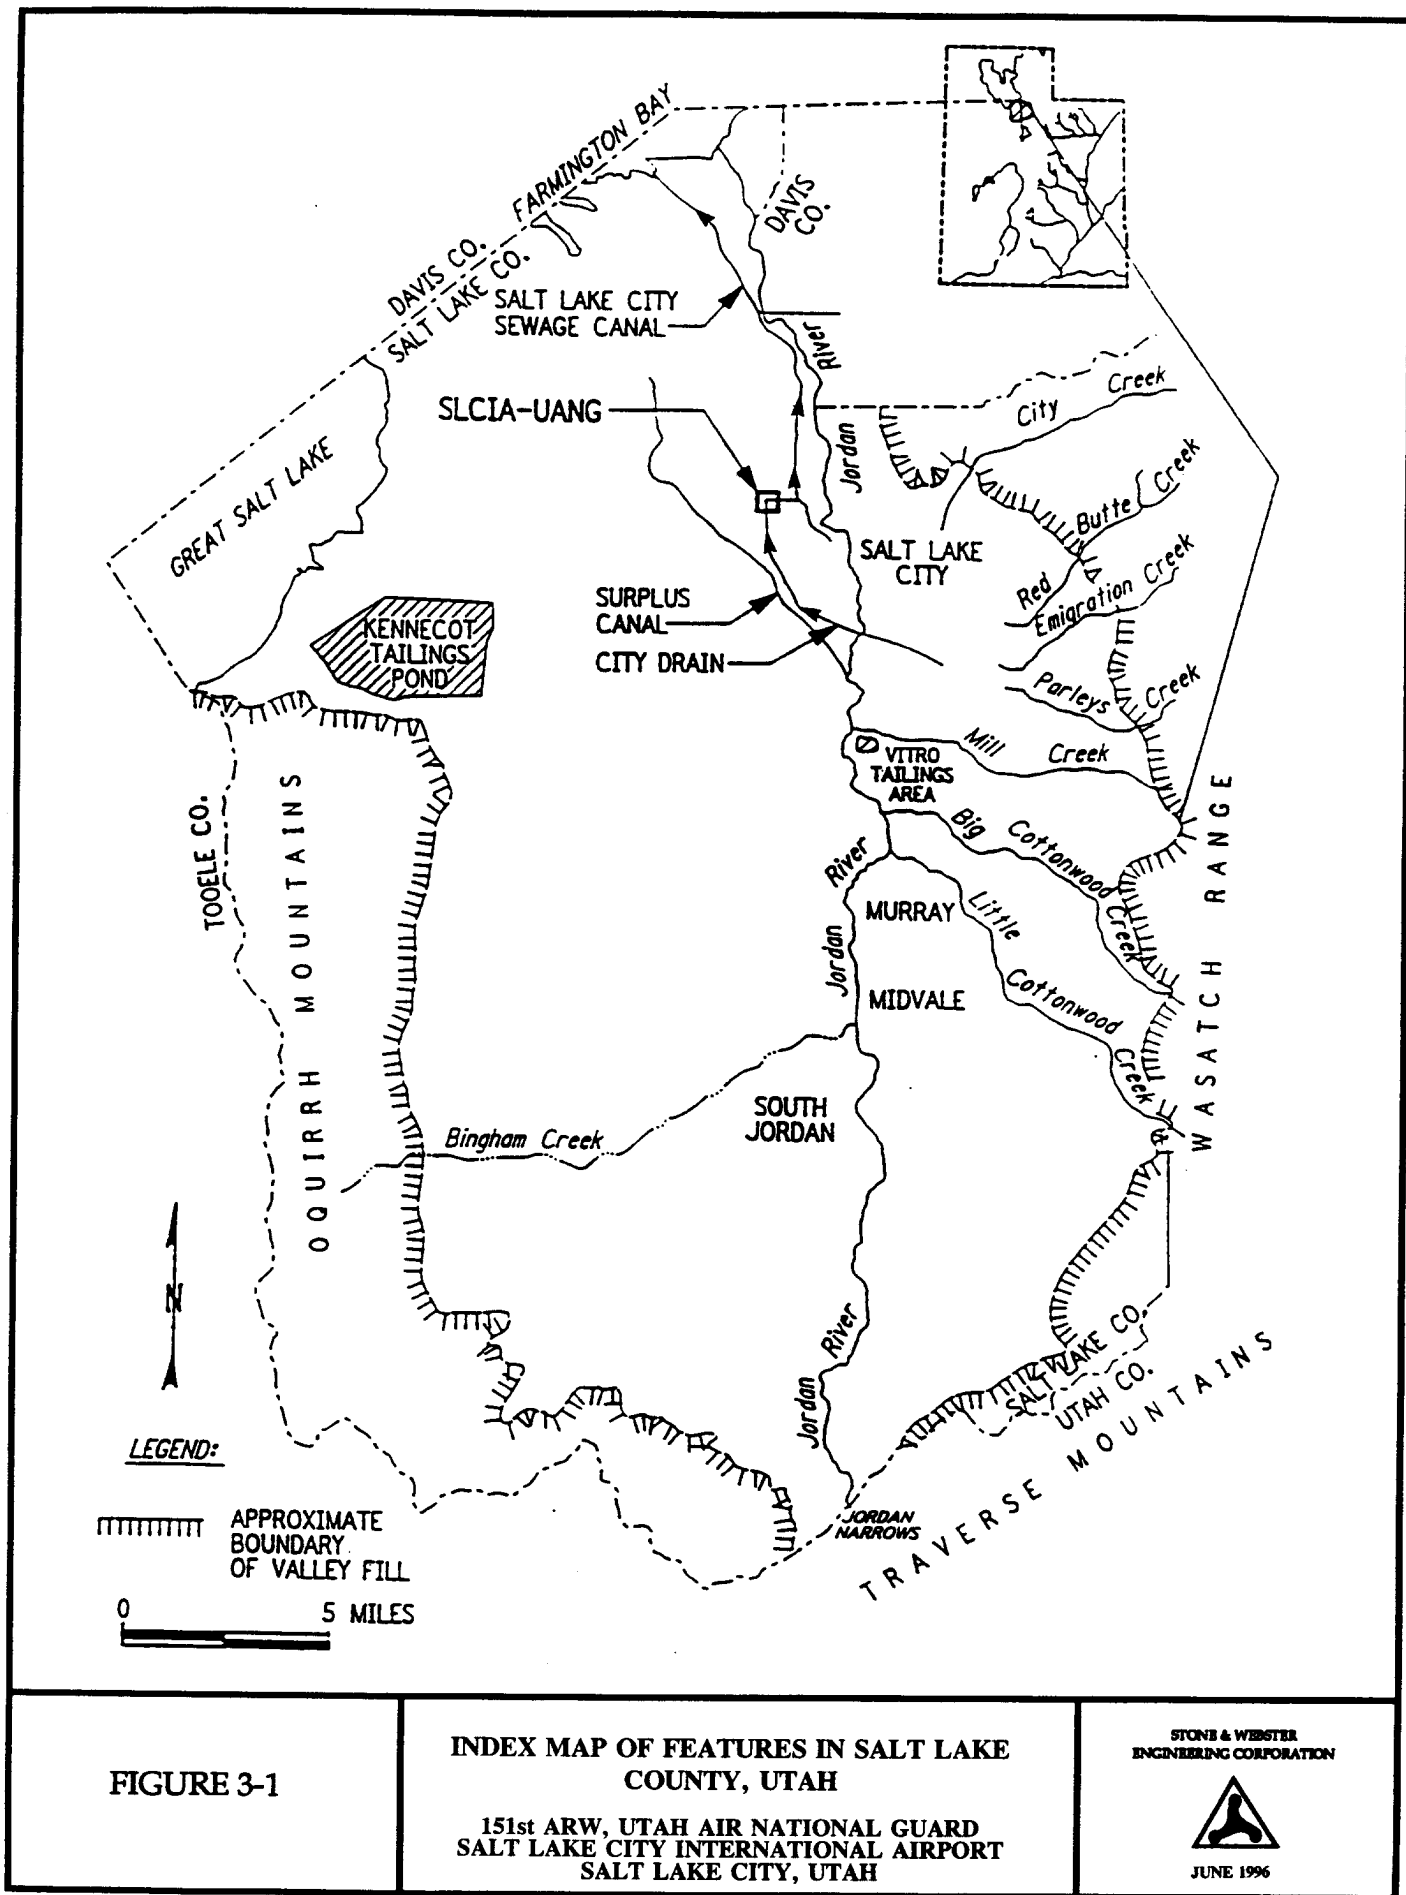 FARMINGTON BAY
DAVIS CO.
SALT LAKE CO.
DAVIS
CO.
SALT LAKE CITY
SEWAGE CANAL
River
SLCIA-UANG
Jordan
City Creek
GREAT SALT LAKE
Red Butte Creek
SALT LAKE
CITY
Emigration Creek
SURPLUS
CANAL
CITY DRAIN
KENNECOT
TAILINGS
POND
Parleys Creek
Mill Creek
VITRO
TAILINGS
AREA
Big Cottonwood Creek
TOOELE CO.
OQUIRRH MOUNTAINS
WASATCH RANGE
River
Jordan
MURRAY
Little Cottonwood Creek
MIDVALE
SOUTH
JORDAN
Bingham Creek
N
River
Jordan
SALT LAKE CO.
UTAH CO.
TRAVERSE MOUNTAINS
JORDAN
NARROWS
LEGEND:
APPROXIMATE
BOUNDARY
OF VALLEY FILL
0 5 MILES
FIGURE 3-1
INDEX MAP OF FEATURES IN SALT LAKE
COUNTY, UTAH
151st ARW, UTAH AIR NATIONAL GUARD
SALT LAKE CITY INTERNATIONAL AIRPORT
SALT LAKE CITY, UTAH
STONE & WEBSTER
ENGINEERING CORPORATION
JUNE 1996